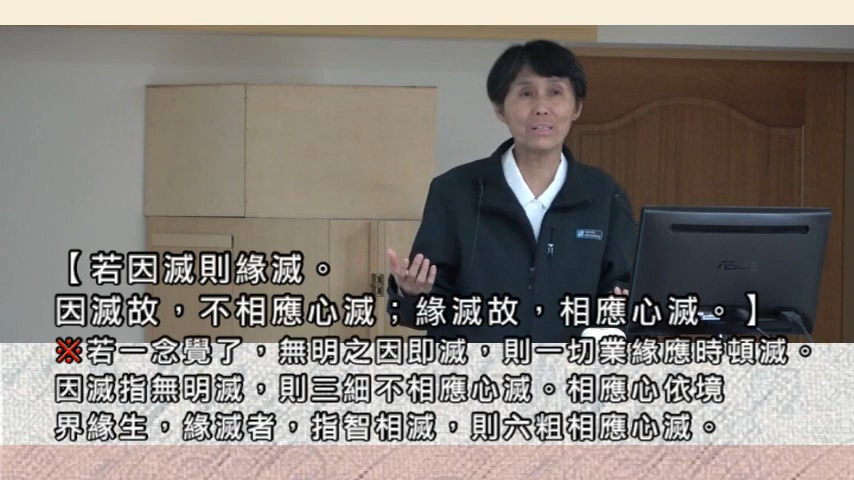 【若因滅則緣滅。
因滅故，不相應心滅；緣滅故，相應心滅。】
※若一念覺了，無明之因即滅，則一切業緣應時頓滅。
因滅指無明滅，則三細不相應心滅。相應心依境
界緣生，緣滅者，指智相滅，則六粗相應心滅。
ASUS